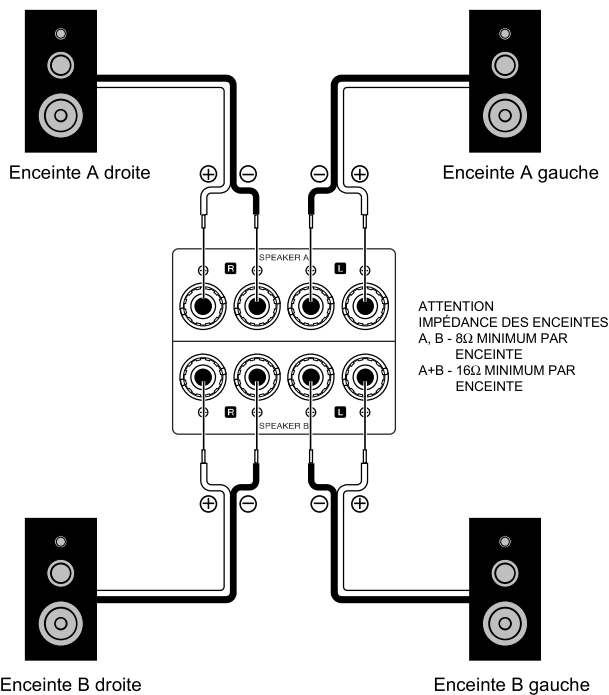 Enceinte A droite
Enceinte A gauche
+
−
−
+
SPEAKER A
R
L
ATTENTION
IMPÉDANCE DES ENCEINTES
A, B - 8Ω MINIMUM PAR
ENCEINTE
A+B - 16Ω MINIMUM PAR
ENCEINTE
R
L
SPEAKER B
+
−
−
+
Enceinte B droite
Enceinte B gauche